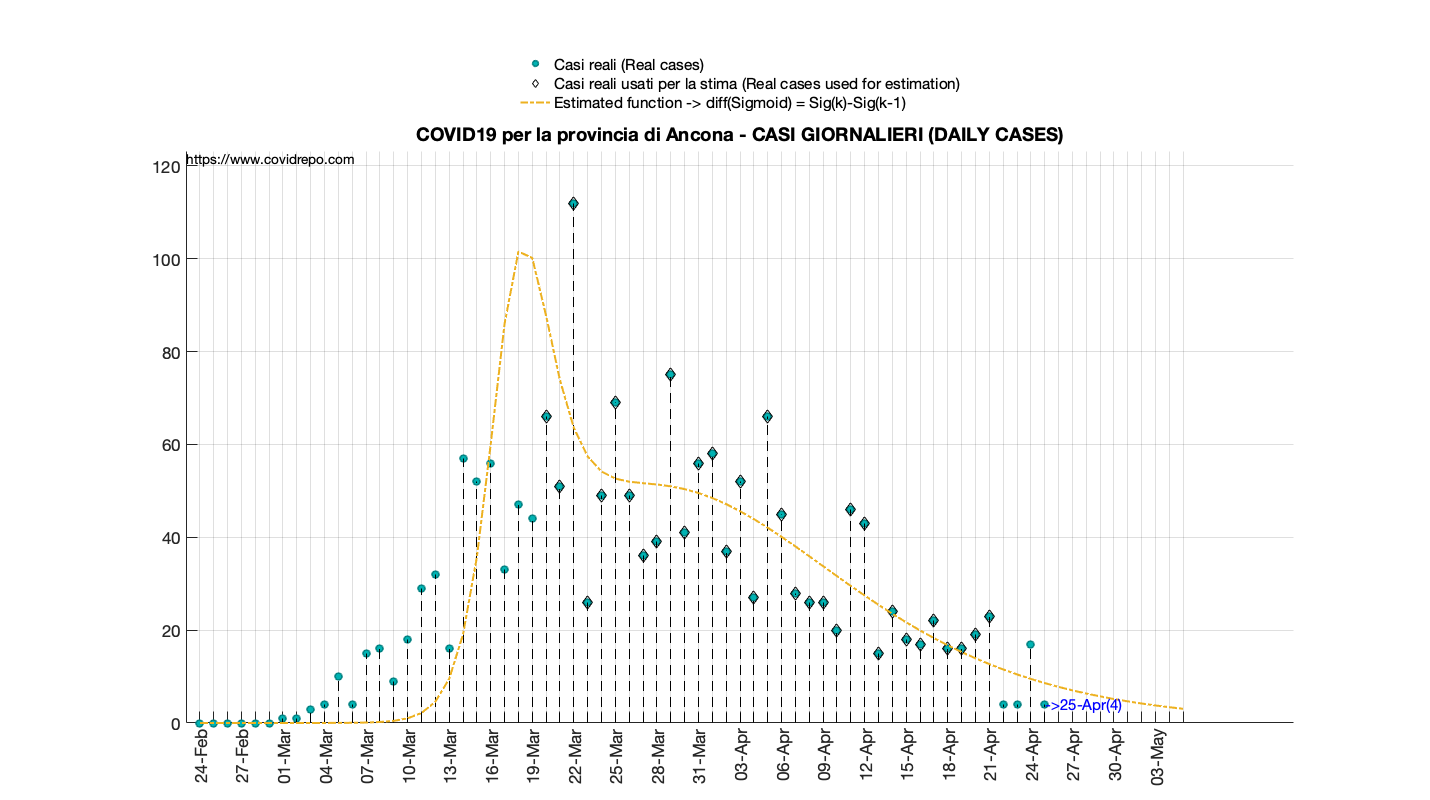 Casi reali (Real cases)
Casi reali usati per la stima (Real cases used for estimation)
Estimated function -> diff(Sigmoid) = Sig(k)-Sig(k-1)
COVID19 per la provincia di Ancona - CASI GIORNALIERI (DAILY CASES)
https://www.covidrepo.com
120
100
80
60
40
20
0
->25-Apr(4)
24-Feb
27-Feb
01-Mar
04-Mar
07-Mar
10-Mar
13-Mar
16-Mar
19-Mar
22-Mar
25-Mar
28-Mar
31-Mar
03-Apr
06-Apr
09-Apr
12-Apr
15-Apr
18-Apr
21-Apr
24-Apr
27-Apr
30-Apr
03-May